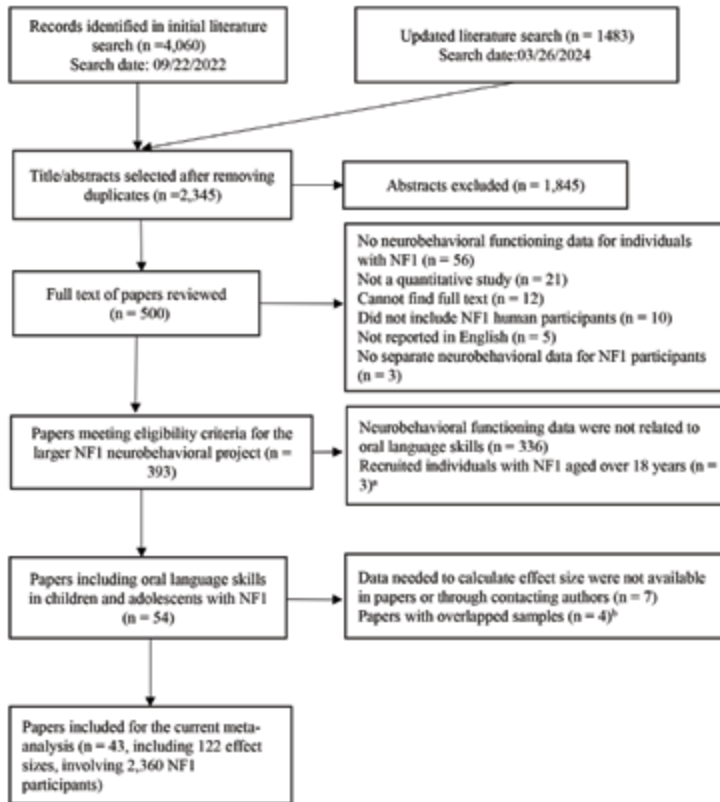 Records identified in initial literature
search (n =4,060)
Search date: 09/22/2022
Updated literature search (n = 1483)
Search date:03/26/2024
Title/abstracts selected after removing
duplicates (n =2,345)
Abstracts excluded (n = 1,845)
Full text of papers reviewed
(n = 500)
No neurobehavioral functioning data for individuals
with NF1 (n = 56)
Not a quantitative study (n = 21)
Cannot find full text (n = 12)
Did not include NF1 human participants (n = 10)
Not reported in English (n = 5)
No separate neurobehavioral data for NF1 participants
(n = 3)
Papers meeting eligibility criteria for the
larger NF1 neurobehavioral project (n =
393)
Neurobehavioral functioning data were not related to
oral language skills (n = 336)
Recruited individuals with NF1 aged over 18 years (n =
3)ᵃ
Papers including oral language skills
in children and adolescents with NF1
(n = 54)
Data needed to calculate effect size were not available
in papers or through contacting authors (n = 7)
Papers with overlapped samples (n = 4)ᵇ
Papers included for the current meta-
analysis (n = 43, including 122 effect
sizes, involving 2,360 NF1
participants)